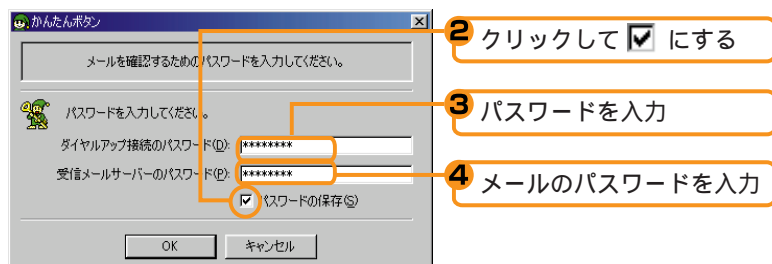 かんたんボタン
メールを確認するためのパスワードを入力してください。
パスワードを入力してください。
ダイヤルアップ接続のパスワード(D): ********
受信メールサーバーのパスワード(P): ********
パスワードの保存(S)
OK
キャンセル
2 クリックして にする
3 パスワードを入力
4 メールのパスワードを入力